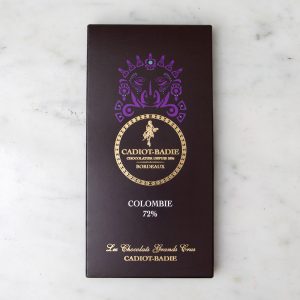 CADIOT-BADIE
CHOCOLATIER DEPUIS 1826
BORDEAUX
COLOMBIE
72%
Les Chocolats Grands Crus
CADIOT-BADIE